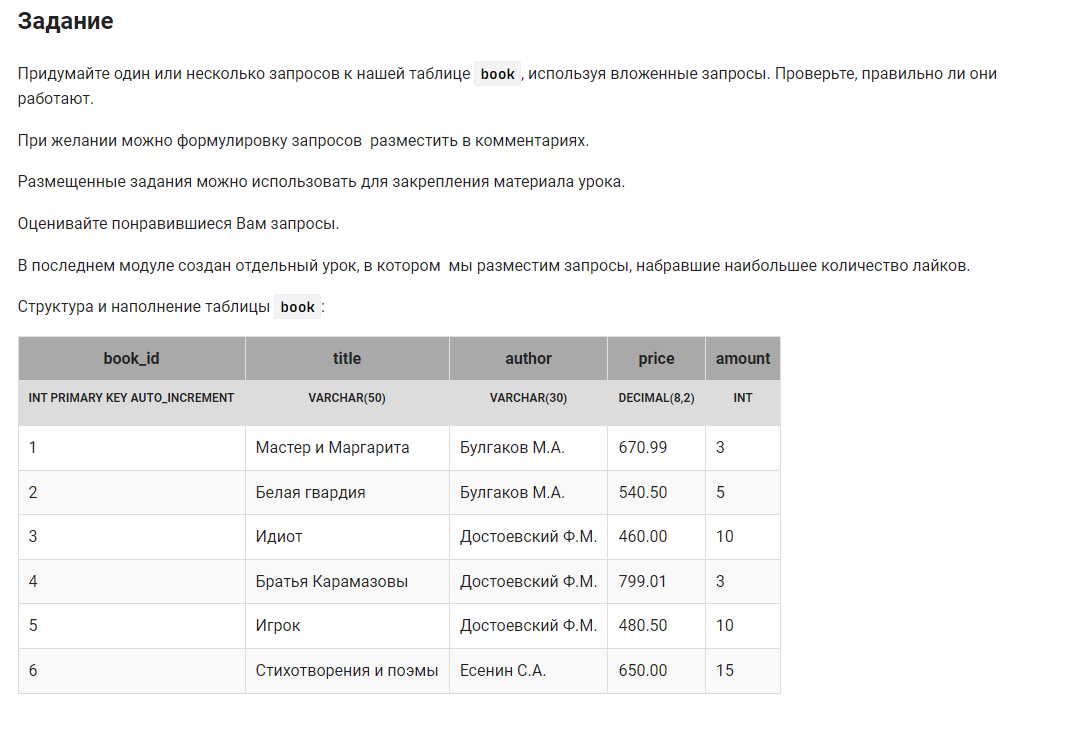 Задание
Придумайте один или несколько запросов к нашей таблице book , используя вложенные запросы. Проверьте, правильно ли они
работают.
При желании можно формулировку запросов  разместить в комментариях.
Размещенные задания можно использовать для закрепления материала урока.
Оценивайте понравившиеся Вам запросы.
В последнем модуле создан отдельный урок, в котором  мы разместим запросы, набравшие наибольшее количество лайков.
Структура и наполнение таблицы book :
book_id title author price amount
INT PRIMARY KEY AUTO_INCREMENT VARCHAR(50) VARCHAR(30) DECIMAL(8,2) INT
1 Мастер и Маргарита Булгаков М.А. 670.99 3
2 Белая гвардия Булгаков М.А. 540.50 5
3 Идиот Достоевский Ф.М. 460.00 10
4 Братья Карамазовы Достоевский Ф.М. 799.01 3
5 Игрок Достоевский Ф.М. 480.50 10
6 Стихотворения и поэмы Есенин С.А. 650.00 15